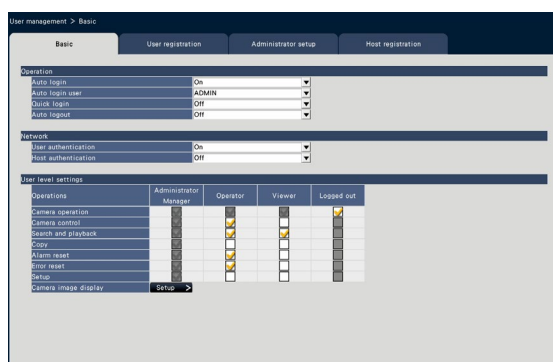 User management > Basic
Basic User registration Administrator setup Host registration
Operation
Auto login On
Auto login user ADMIN
Quick login Off
Auto logout Off
Network
User authentication On
Host authentication Off
User level settings
Operations Administrator Manager Operator Viewer Logged out
Camera operation
Camera control
Search and playback
Copy
Alarm reset
Error reset
Setup
Camera image display Setup >